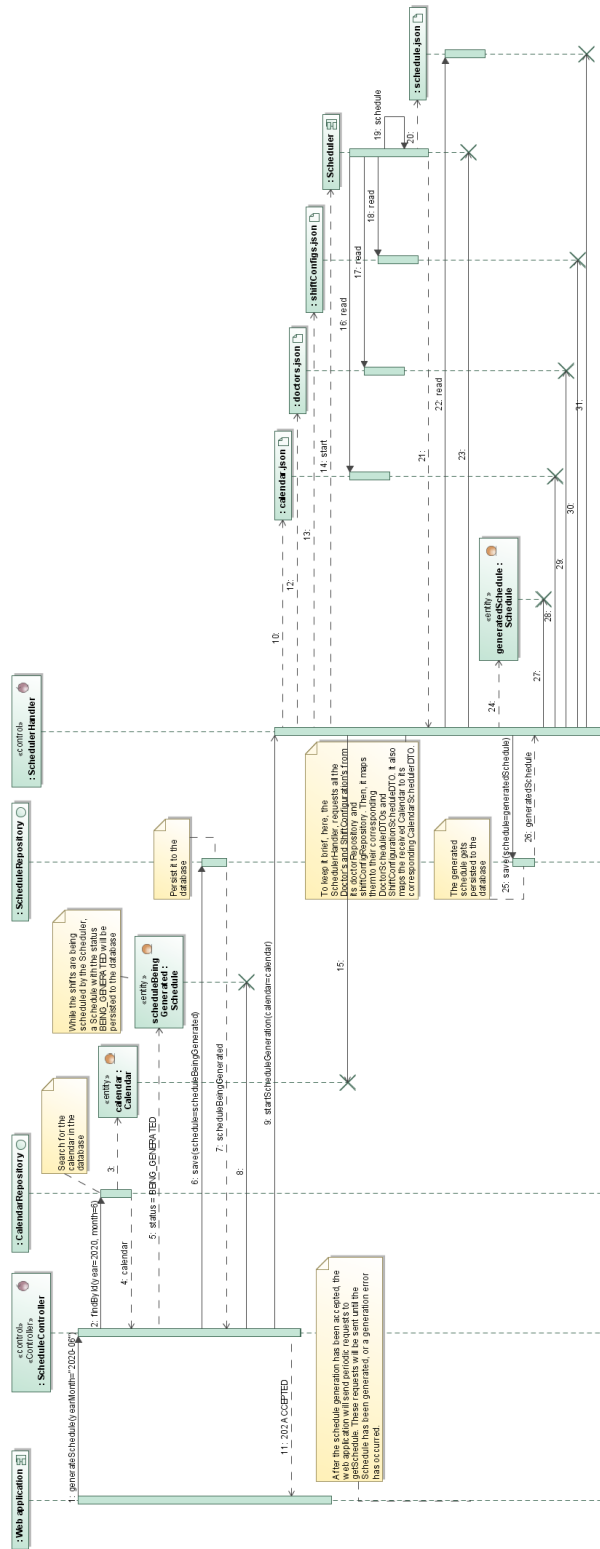 : Web application
«control»
«Controller»
: ScheduleController
: CalendarRepository
: ScheduleRepository
«control»
: SchedulerHandler
1: generateSchedule(yearMonth="2020-06")
2: findById(year=2020, month=6)
Search for the
calendar in the
database
3:
«entity»
calendar :
Calendar
4: calendar
5: status = BEING_GENERATED
While the shifts are being
scheduled by the Scheduler,
a Schedule with the status
BEING_GENERATED will be
persisted to the database
«entity»
scheduleBeing
Generated :
Schedule
6: save(schedule=scheduleBeingGenerated)
Persist it to the
database
7: scheduleBeingGenerated
8:
9: startScheduleGeneration(calendar=calendar)
10:
: calendar.json
11: 202 ACCEPTED
12:
: doctors.json
13:
: shiftConfigs.json
14: start
: Scheduler
After the schedule generation has been accepted, the
web application will send periodic requests to
getSchedule. These requests will be sent until the
Schedule has been generated, or a generation error
has occurred.
To keep it brief, here, the
SchedulerHandler, requests all the
Doctor's and ShiftConfiguration's from
its doctorRepository and
shiftConfigRepository. Then, it maps
them to their corresponding
DoctorSchedulerDTOs and
ShiftConfigurationScheduleDTO. It also
maps the received Calendar to its
corresponding CalendarSchedulerDTO.
15:
16: read
17: read
18: read
19: schedule
20:
: schedule.json
21:
22: read
23:
24:
«entity»
generatedSchedule :
Schedule
The generated
schedule gets
persisted to the
database
25: save(schedule=generatedSchedule)
26: generatedSchedule
27:
28:
29:
30:
31: